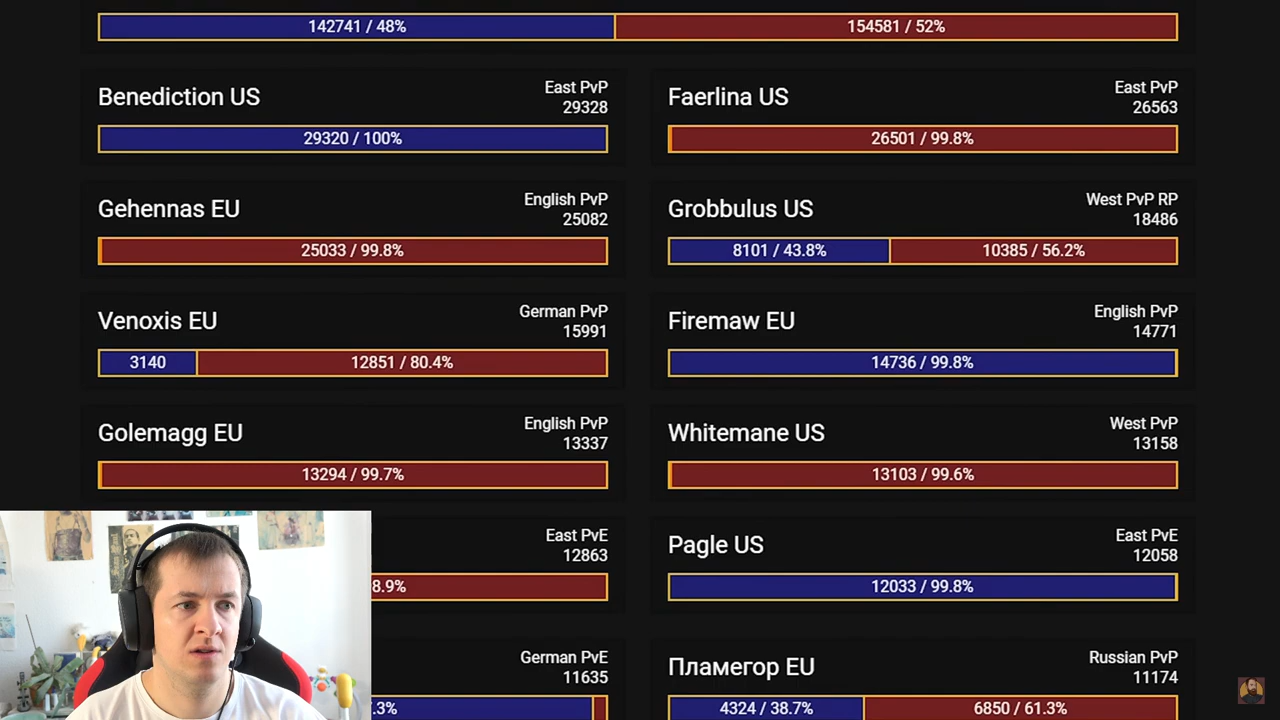 142741 / 48%
154581 / 52%
Benediction US
East PvP
29328
29320 / 100%
Faerlina US
East PvP
26563
26501 / 99.8%
Gehennas EU
English PvP
25082
25033 / 99.8%
Grobbulus US
West PvP RP
18486
8101 / 43.8%
10385 / 56.2%
Venoxis EU
German PvP
15991
3140
12851 / 80.4%
Firemaw EU
English PvP
14771
14736 / 99.8%
Golemagg EU
English PvP
13337
13294 / 99.7%
Whitemane US
West PvP
13158
13103 / 99.6%
East PvE
12863
8.9%
Pagle US
East PvE
12058
12033 / 99.8%
German PvE
11635
.3%
Пламегор EU
Russian PvP
11174
4324 / 38.7%
6850 / 61.3%